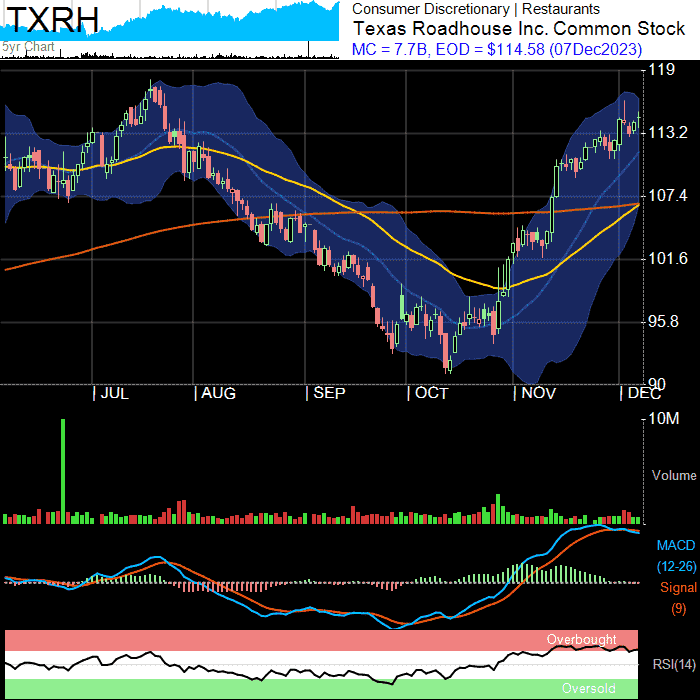 TXRH
5yr Chart
Consumer Discretionary | Restaurants
Texas Roadhouse Inc. Common Stock
MC = 7.7B, EOD = $114.58 (07Dec2023)
119
113.2
107.4
101.6
95.8
90
| JUL | AUG | SEP | OCT | NOV | DEC
10M
Volume
MACD
(12-26)
Signal
(9)
Overbought
RSI(14)
Oversold